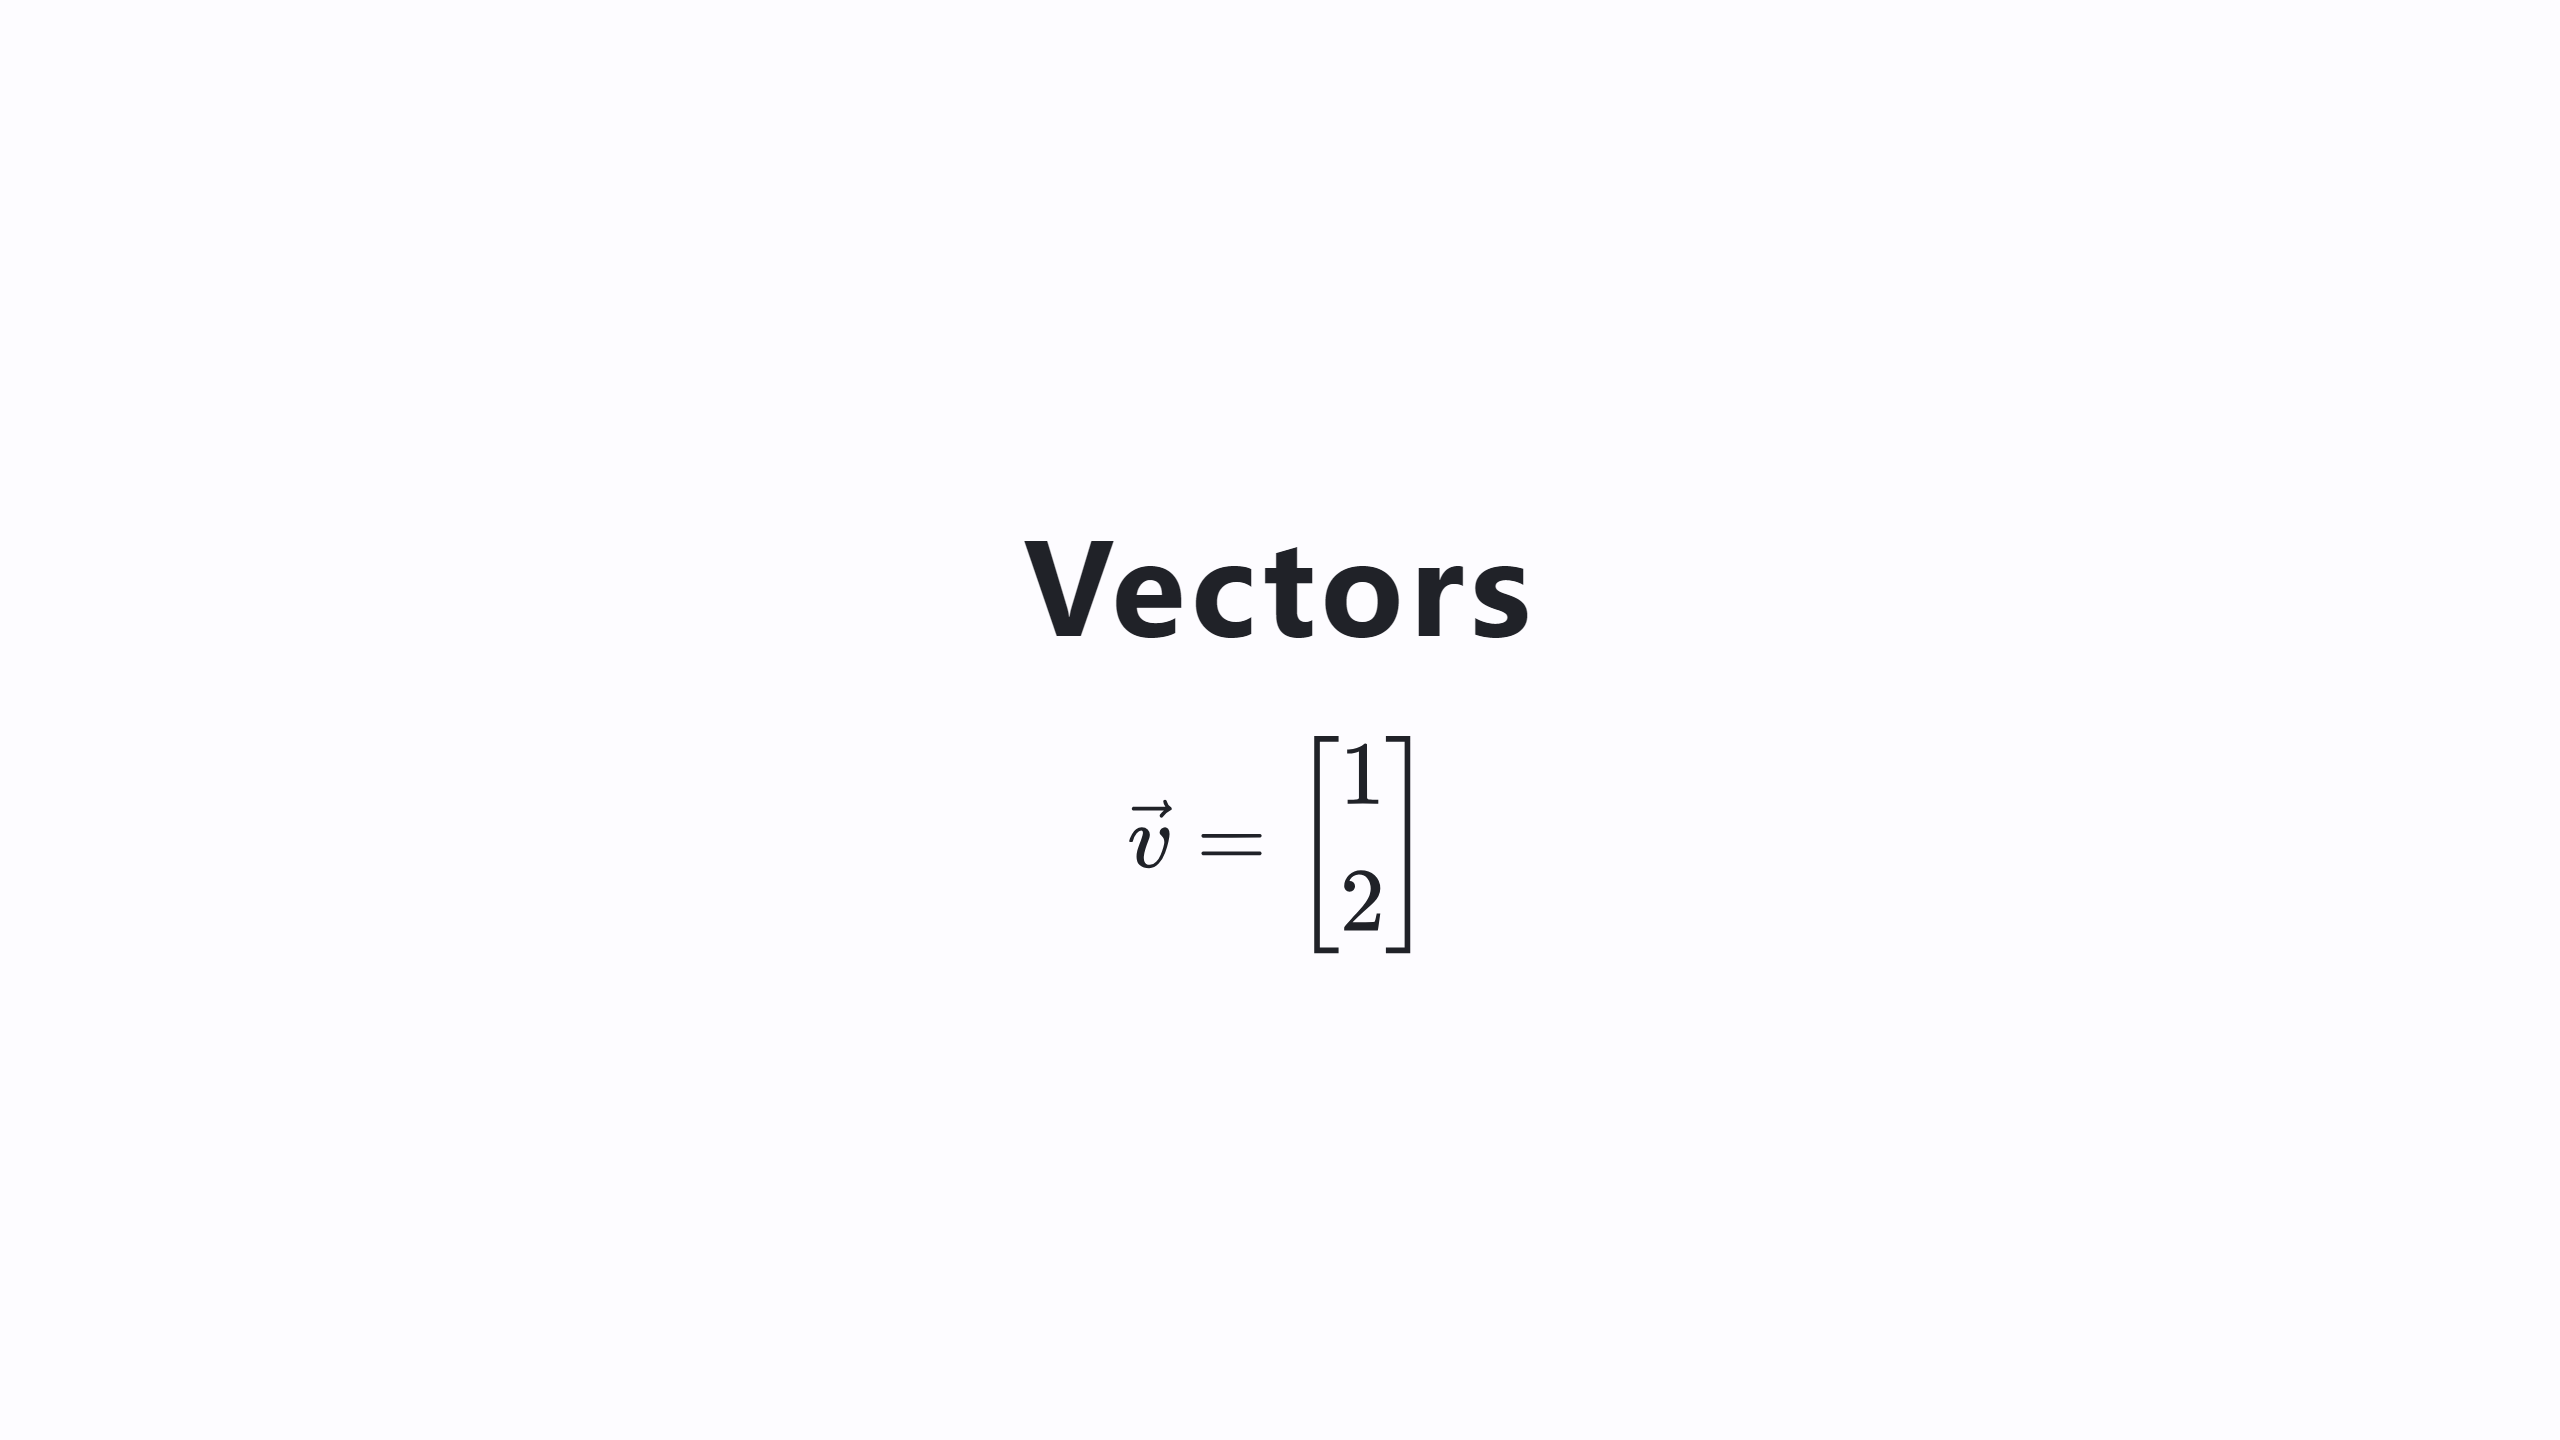 Vectors
v⃗ = [1
2]